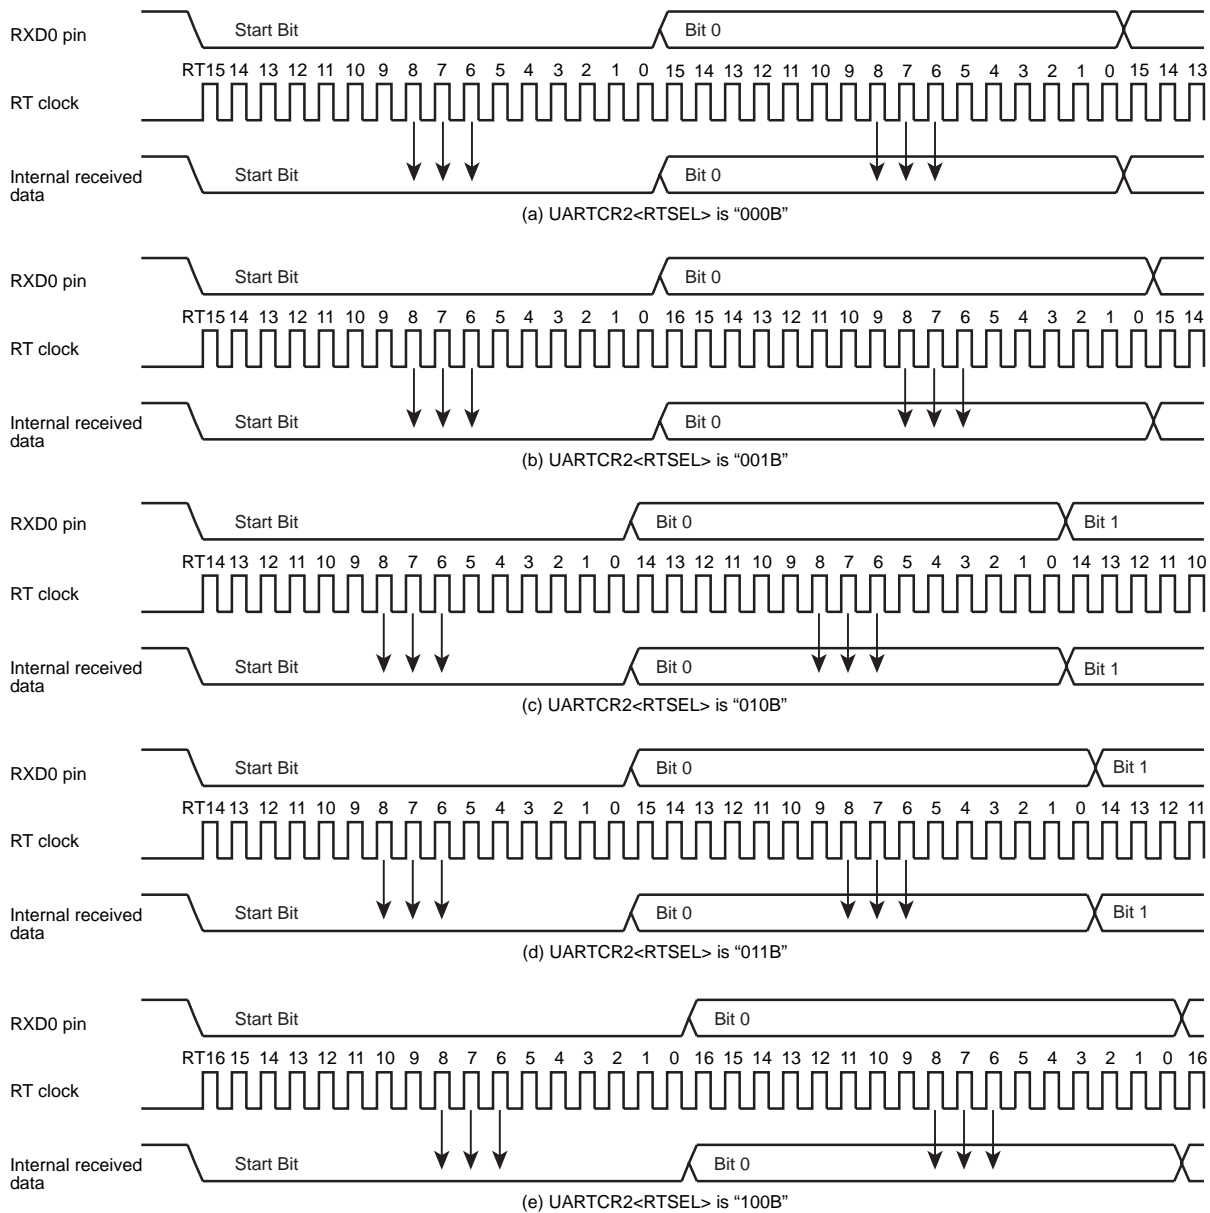 RXD0 pin Start Bit Bit 0
RT15 14 13 12 11 10 9 8 7 6 5 4 3 2 1 0 15 14 13 12 11 10 9 8 7 6 5 4 3 2 1 0 15 14 13
RT clock
Internal received data Start Bit Bit 0
(a) UARTCR2<RTSEL> is “000B”
RXD0 pin Start Bit Bit 0
RT15 14 13 12 11 10 9 8 7 6 5 4 3 2 1 0 16 15 14 13 12 11 10 9 8 7 6 5 4 3 2 1 0 15 14
RT clock
Internal received data Start Bit Bit 0
(b) UARTCR2<RTSEL> is “001B”
RXD0 pin Start Bit Bit 0 Bit 1
RT14 13 12 11 10 9 8 7 6 5 4 3 2 1 0 14 13 12 11 10 9 8 7 6 5 4 3 2 1 0 14 13 12 11 10
RT clock
Internal received data Start Bit Bit 0 Bit 1
(c) UARTCR2<RTSEL> is “010B”
RXD0 pin Start Bit Bit 0 Bit 1
RT14 13 12 11 10 9 8 7 6 5 4 3 2 1 0 15 14 13 12 11 10 9 8 7 6 5 4 3 2 1 0 14 13 12 11
RT clock
Internal received data Start Bit Bit 0 Bit 1
(d) UARTCR2<RTSEL> is “011B”
RXD0 pin Start Bit Bit 0
RT16 15 14 13 12 11 10 9 8 7 6 5 4 3 2 1 0 16 15 14 13 12 11 10 9 8 7 6 5 4 3 2 1 0 16
RT clock
Internal received data Start Bit Bit 0
(e) UARTCR2<RTSEL> is “100B”